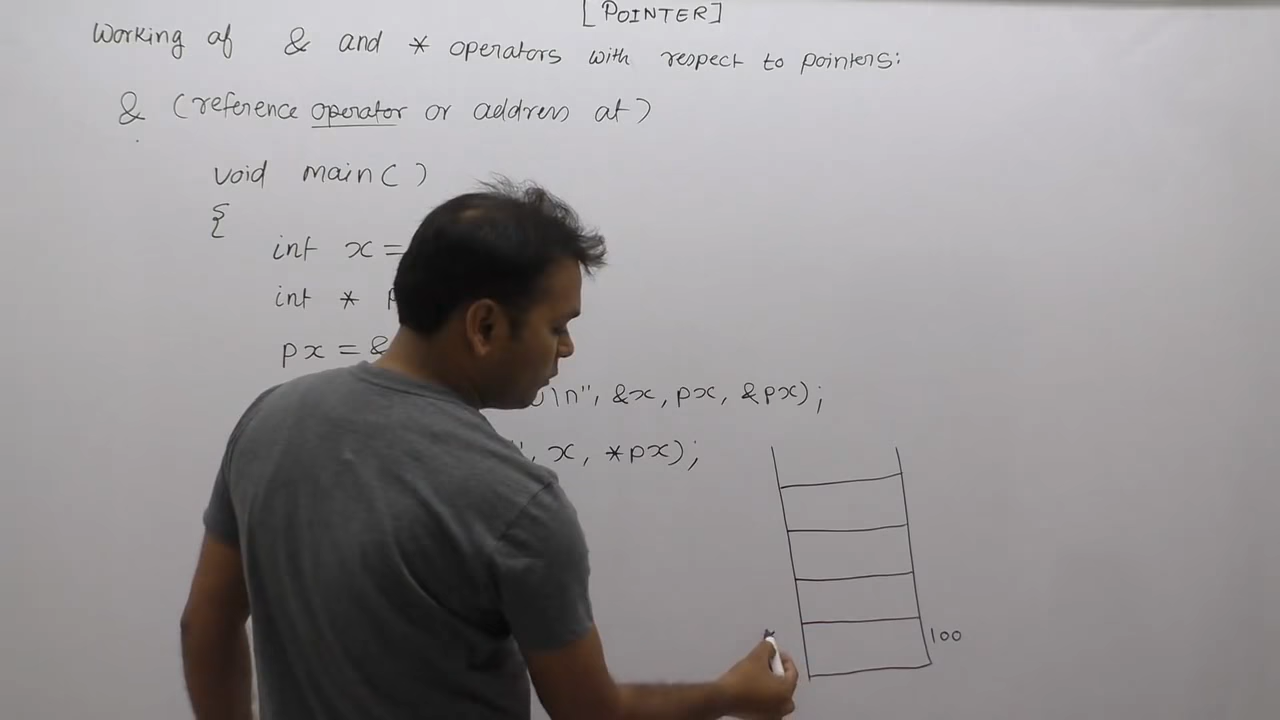 [POINTER]
Working of & and * operators with respect to pointers:
& (reference operator or address at)
void main( )
{
int x =
int *
px = &
\n", &x, px, &px);
", x, *px);
100